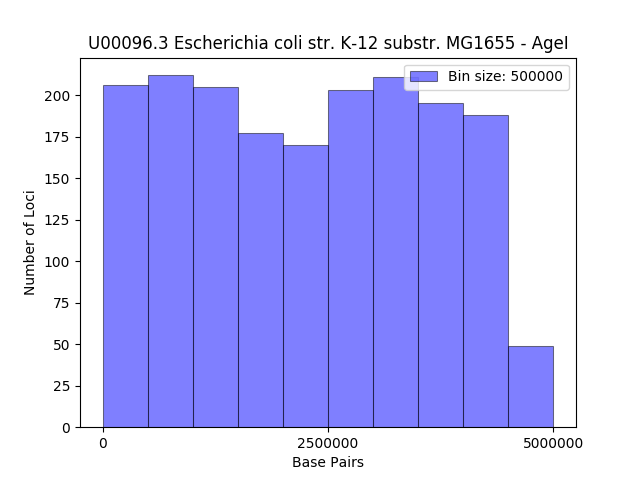 U00096.3 Escherichia coli str. K-12 substr. MG1655 - AgeI
Bin size: 500000
200
175
150
125
100
75
50
25
0
Number of Loci
0 2500000 5000000
Base Pairs